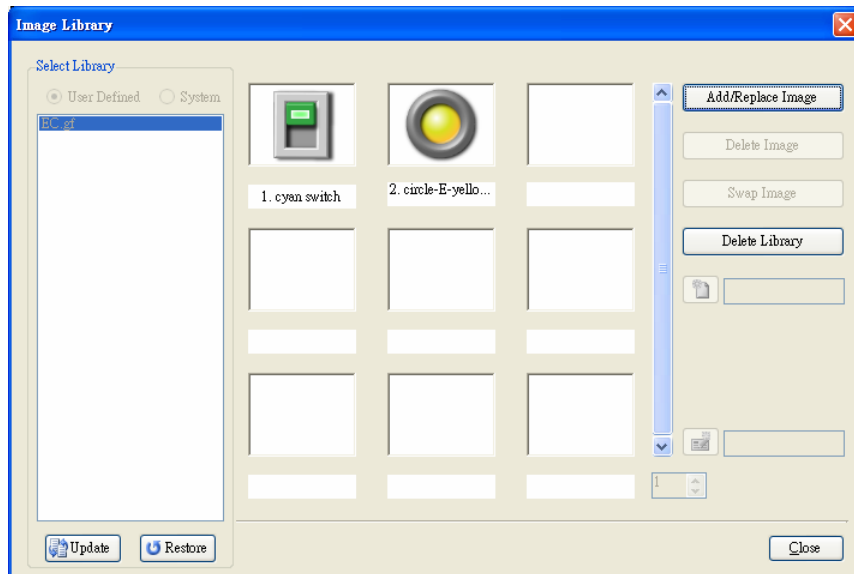 Image Library
Select Library
User Defined System
EC.gf
1. cyan switch
2. circle-E-yello...
Add/Replace Image
Delete Image
Swap Image
Delete Library
1
Update Restore
Close